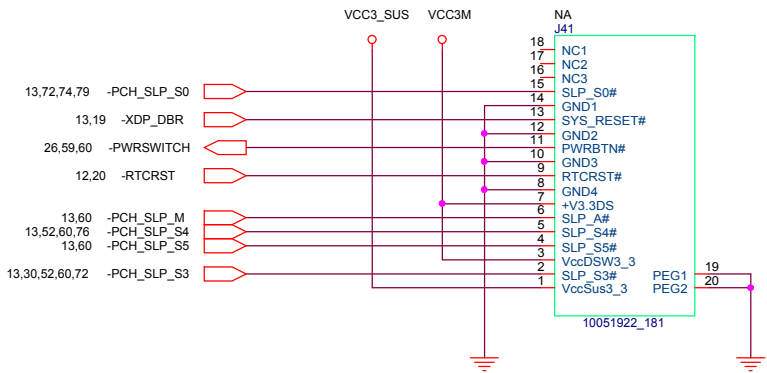 VCC3_SUS VCC3M NA
J41
18 NC1
17 NC2
16 NC3
13,72,74,79 -PCH_SLP_S0 15 SLP_S0#
14 GND1
13,19 -XDP_DBR 13 SYS_RESET#
12 GND2
26,59,60 -PWRSWITCH 11 PWRBTN#
10 GND3
12,20 -RTCRST 9 RTCRST#
8 GND4
7 +V3.3DS
13,60 -PCH_SLP_M 6 SLP_A#
13,52,60,76 -PCH_SLP_S4 5 SLP_S4#
13,60 -PCH_SLP_S5 4 SLP_S5#
3 VccDSW3_3
13,30,52,60,72 -PCH_SLP_S3 2 SLP_S3# PEG1 19
1 VccSus3_3 PEG2 20
10051922_181